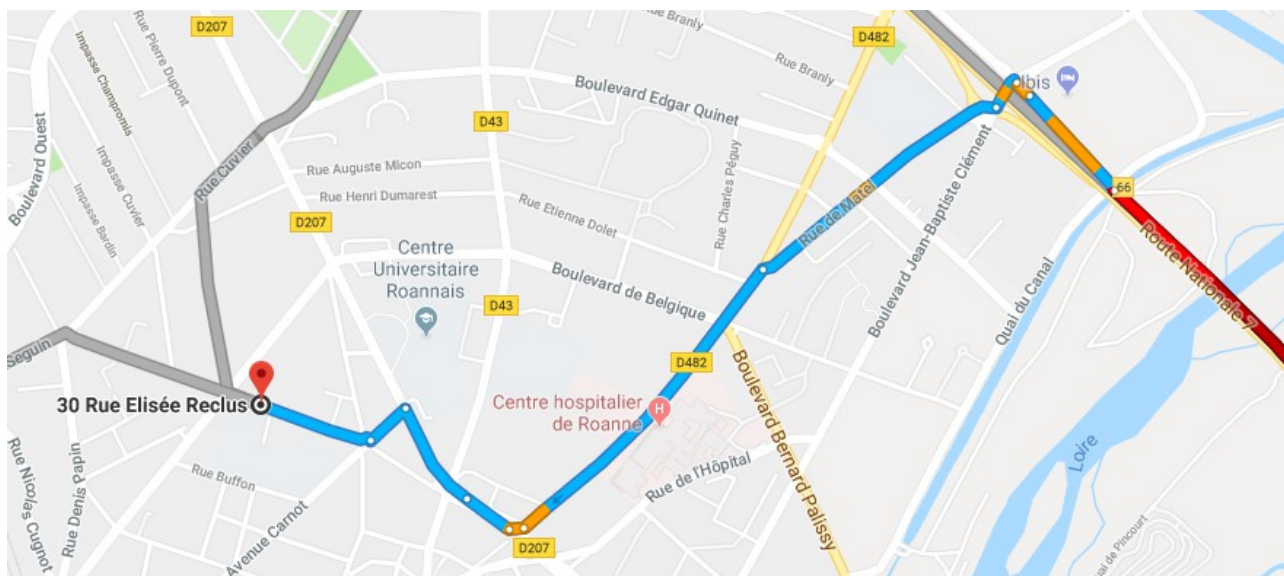 D207
Rue Branly
D482
Rue Pierre Dupont
Impasse Champromis
Rue Branly
Ibis
Boulevard Edgar Quinet
Boulevard Ouest
D43
Rue Cuvier
Impasse Cuvier
Rue Auguste Micon
Rue Charles Péguy
Boulevard Jean-Baptiste Clément
66
Impasse Bardin
Rue Henri Dumarest
Rue Etienne Dolet
Rue de Matel
D207
Route Nationale 7
Centre
Universitaire
Roannais
Boulevard de Belgique
Quai du Canal
D43
Seguin
D482
Boulevard Bernard Palissy
30 Rue Elisée Reclus
Centre hospitalier
de Roanne
H
Loire
Rue Nicolas Cugnot
Rue Denis Papin
Rue Buffon
Rue de l'Hôpital
Avenue Carnot
D207
ai de Pincourt